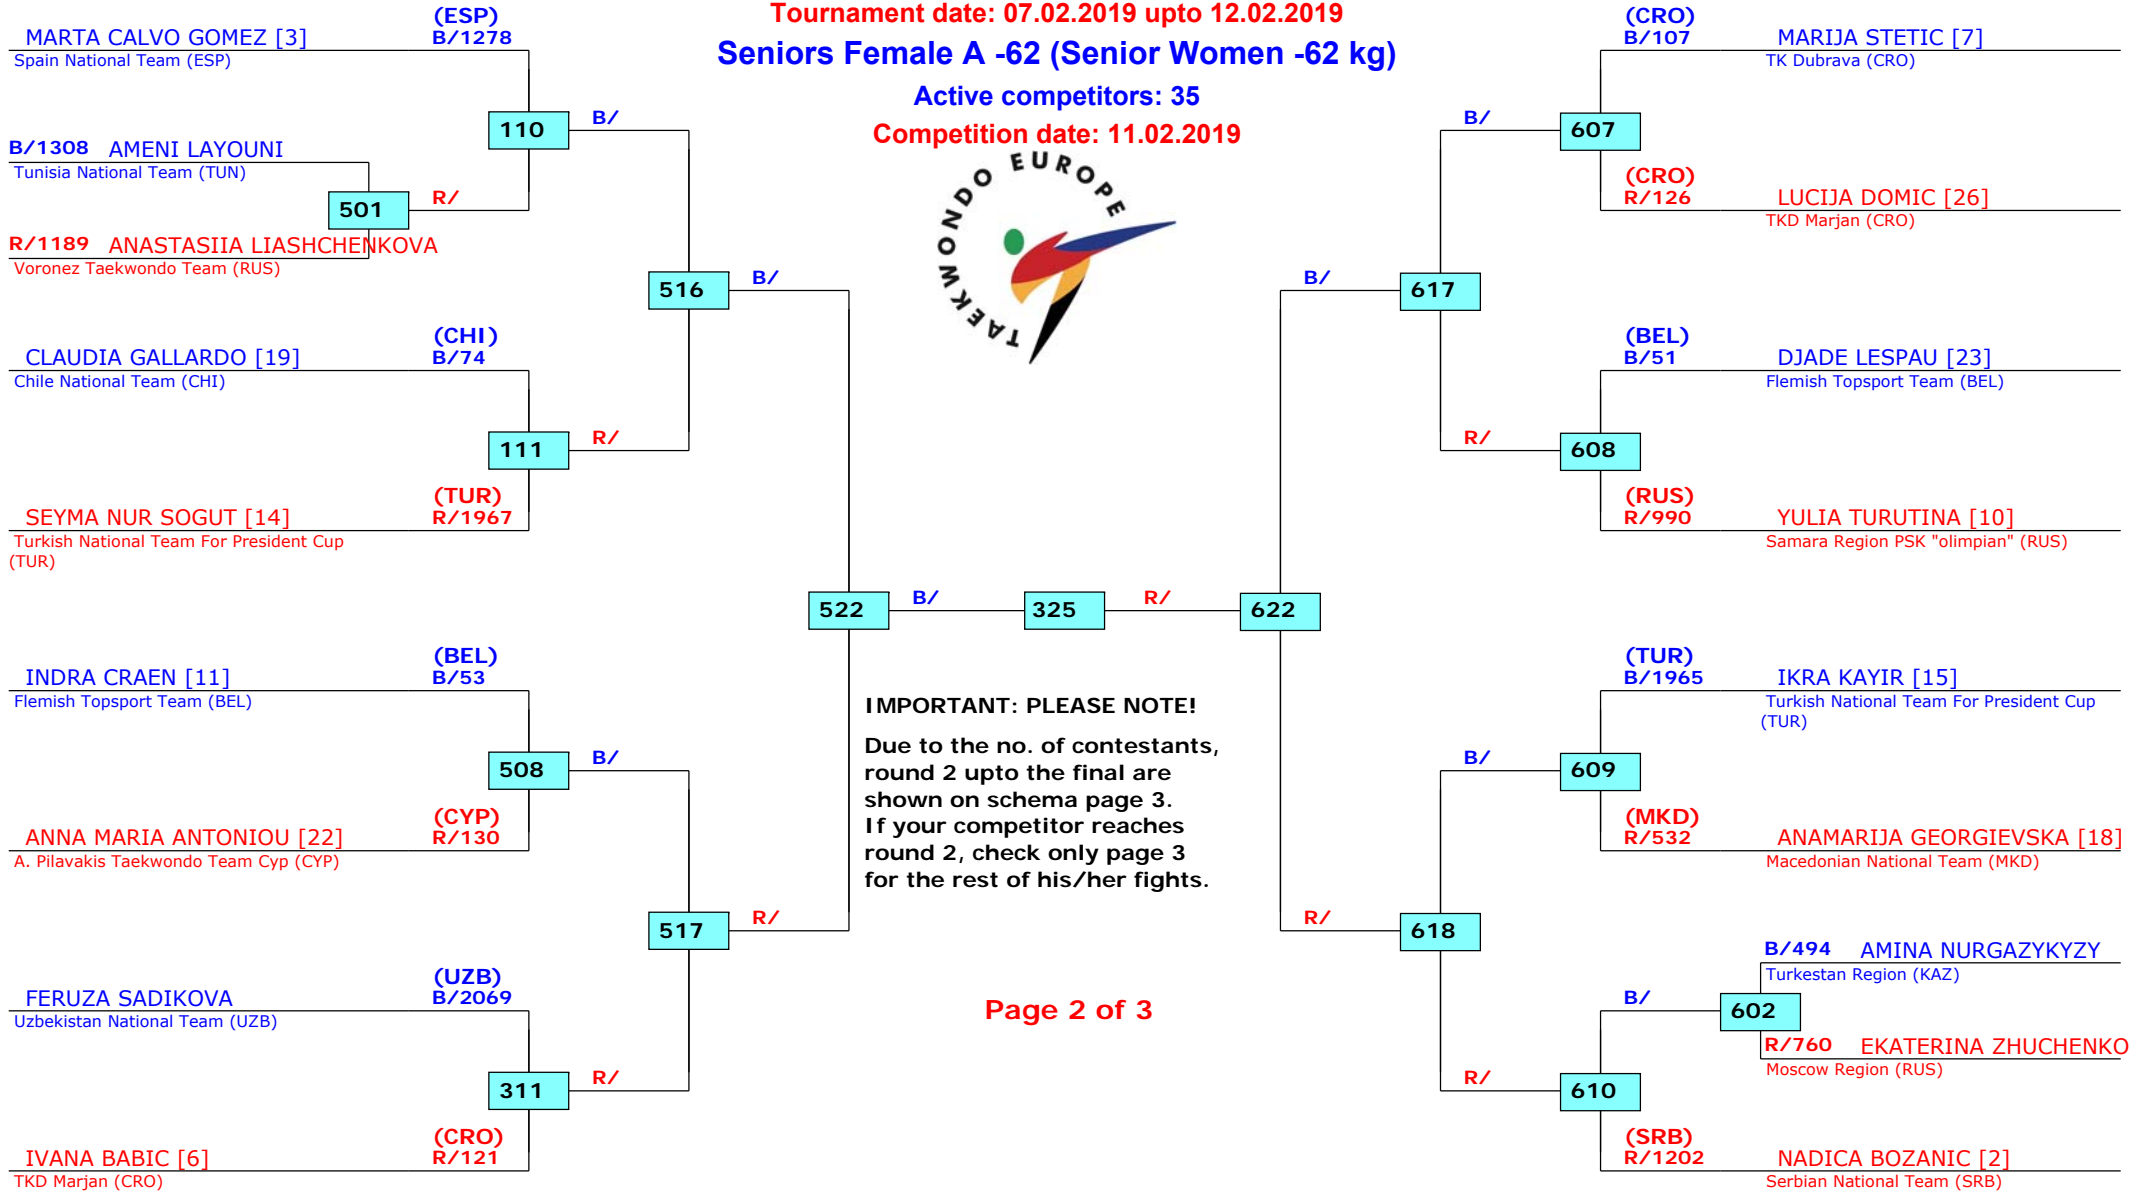 Tournament date: 07.02.2019 upto 12.02.2019
Seniors Female A -62 (Senior Women -62 kg)
Active competitors: 35
Competition date: 11.02.2019
TAEKWONDO EUROPE
(ESP)
MARTA CALVO GOMEZ [3] B/1278
Spain National Team (ESP)
110 B/
B/1308 AMENI LAYOUNI
Tunisia National Team (TUN)
501 R/
R/1189 ANASTASIIA LIASHCHENKOVA
Voronez Taekwondo Team (RUS)
516 B/
(CHI)
CLAUDIA GALLARDO [19] B/74
Chile National Team (CHI)
111 R/
(TUR)
SEYMA NUR SOGUT [14] R/1967
Turkish National Team For President Cup
(TUR)
522 B/ 325 R/ 622
(BEL)
INDRA CRAEN [11] B/53
Flemish Topsport Team (BEL)
508 B/
(CYP)
ANNA MARIA ANTONIOU [22] R/130
A. Pilavakis Taekwondo Team Cyp (CYP)
517 R/
(UZB)
FERUZA SADIKOVA B/2069
Uzbekistan National Team (UZB)
311 R/
(CRO)
IVANA BABIC [6] R/121
TKD Marjan (CRO)
IMPORTANT: PLEASE NOTE!
Due to the no. of contestants,
round 2 upto the final are
shown on schema page 3.
If your competitor reaches
round 2, check only page 3
for the rest of his/her fights.
Page 2 of 3
(CRO)
B/107 MARIJA STETIC [7]
TK Dubrava (CRO)
B/ 607
(CRO)
R/126 LUCIJA DOMIC [26]
TKD Marjan (CRO)
B/ 617
(BEL)
B/51 DJADE LESPAU [23]
Flemish Topsport Team (BEL)
R/ 608
(RUS)
R/990 YULIA TURUTINA [10]
Samara Region PSK "olimpian" (RUS)
(TUR)
B/1965 IKRA KAYIR [15]
Turkish National Team For President Cup
(TUR)
B/ 609
(MKD)
R/532 ANAMARIJA GEORGIEVSKA [18]
Macedonian National Team (MKD)
R/ 618
B/494 AMINA NURGAZYKYZY
Turkestan Region (KAZ)
B/ 602
R/760 EKATERINA ZHUCHENKO
Moscow Region (RUS)
R/ 610
(SRB)
R/1202 NADICA BOZANIC [2]
Serbian National Team (SRB)